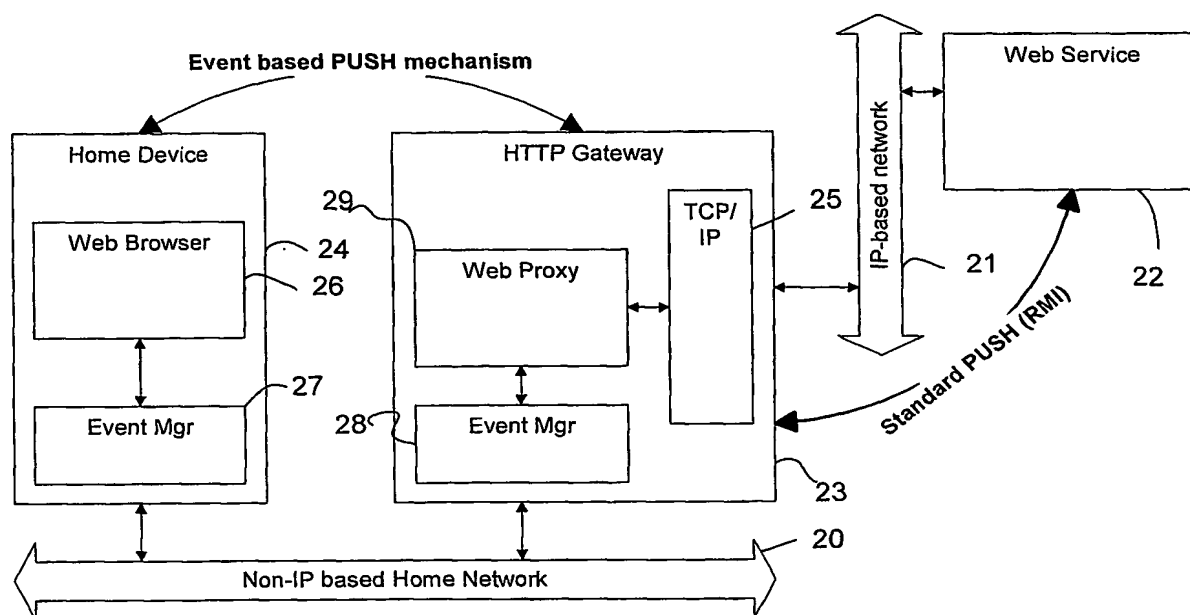 Event based PUSH mechanism
Home Device
Web Browser
24
26
27
Event Mgr
HTTP Gateway
29
Web Proxy
TCP/
IP
25
28
Event Mgr
23
IP-based network
21
Web Service
22
Standard PUSH (RMI)
20
Non-IP based Home Network